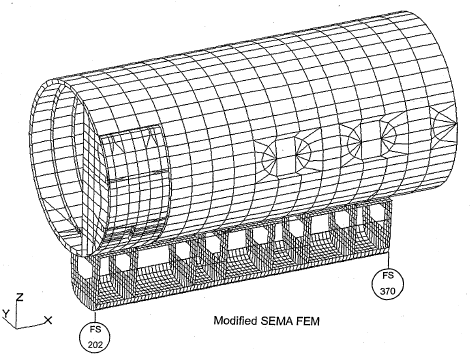 Z
Y
X
FS
202
FS
370
Modified SEMA FEM